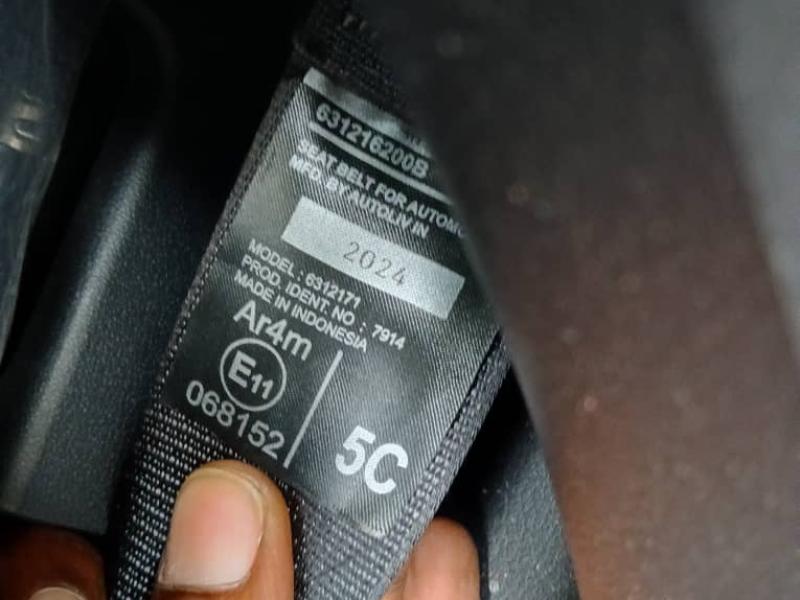 631216200B
SEAT BELT FOR AUTOMO
MFD. BY AUTOLIV IN
2024
MODEL : 6312171
PROD. IDENT. NO : 7914
MADE IN INDONESIA
Ar4m
E11
068152
5C